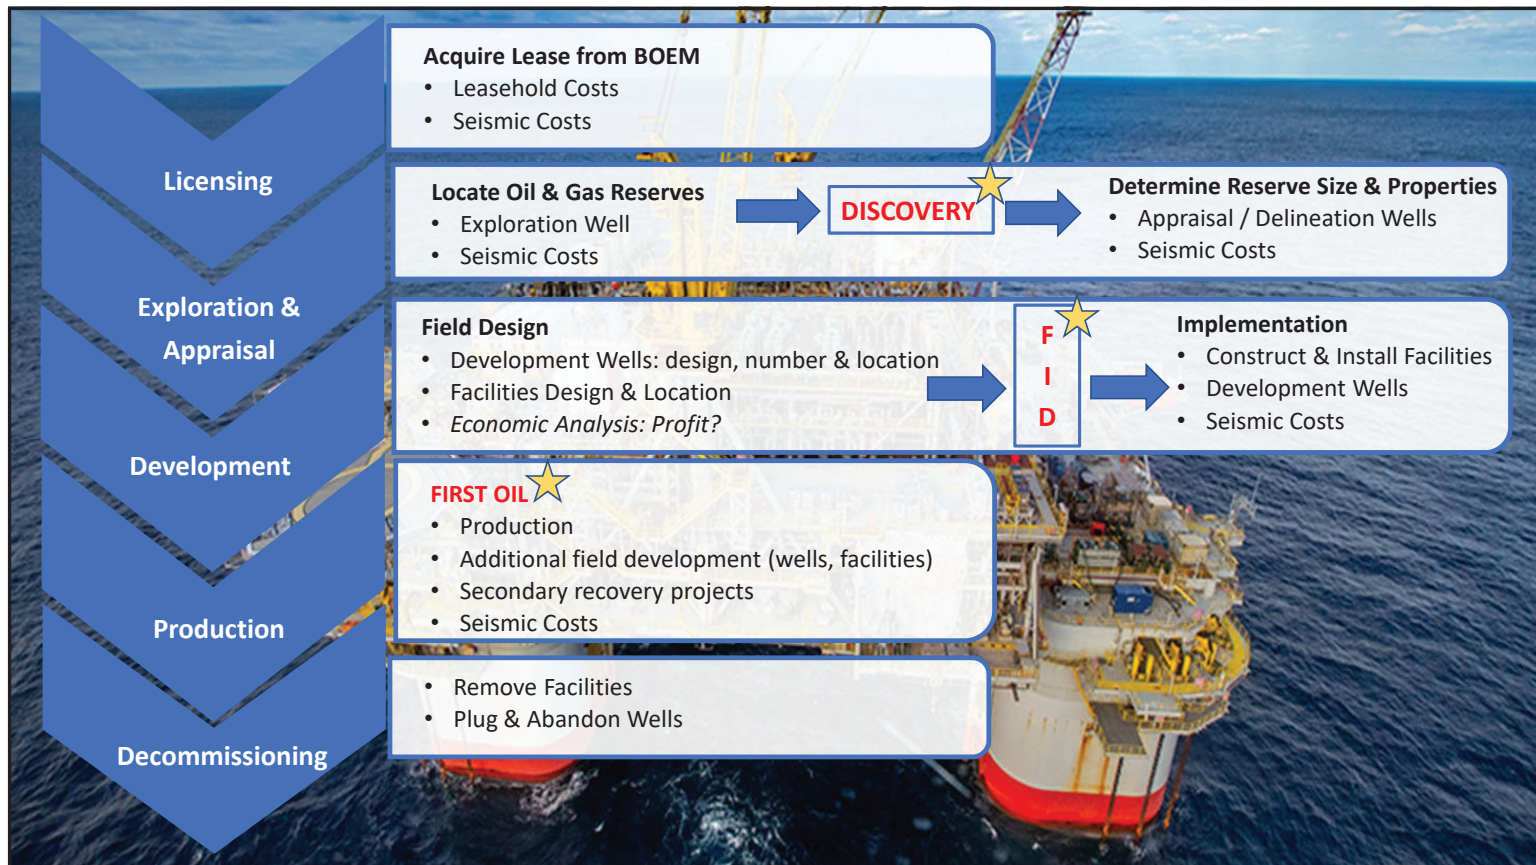 Licensing
Acquire Lease from BOEM
• Leasehold Costs
• Seismic Costs
Exploration &
Appraisal
Locate Oil & Gas Reserves
• Exploration Well
• Seismic Costs
DISCOVERY
Determine Reserve Size & Properties
• Appraisal / Delineation Wells
• Seismic Costs
Development
Field Design
• Development Wells: design, number & location
• Facilities Design & Location
• Economic Analysis: Profit?
F
I
D
Implementation
• Construct & Install Facilities
• Development Wells
• Seismic Costs
Production
FIRST OIL
• Production
• Additional field development (wells, facilities)
• Secondary recovery projects
• Seismic Costs
Decommissioning
• Remove Facilities
• Plug & Abandon Wells